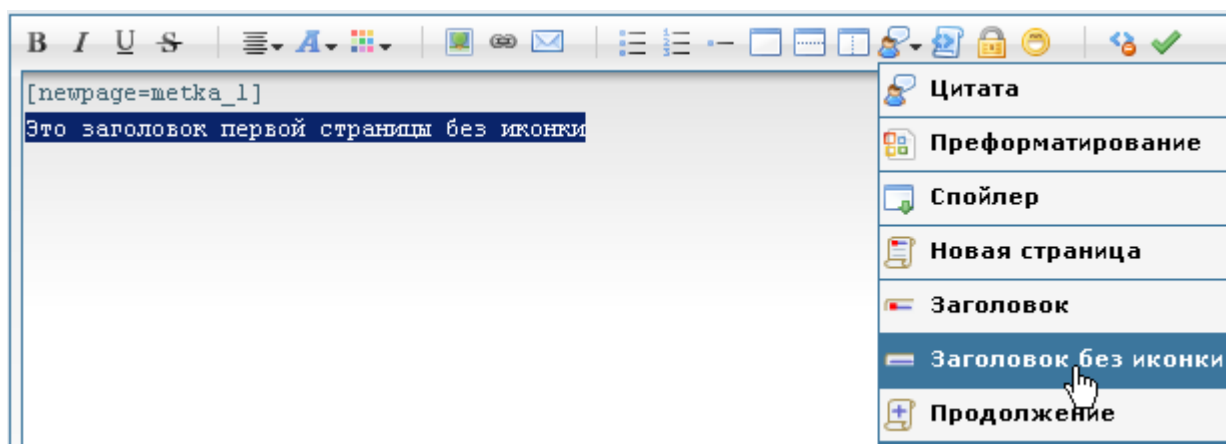 B I U S
A
[newpage=metka_1]
Это заголовок первой страницы без иконки
Цитата
Преформатирование
Спойлер
Новая страница
Заголовок
Заголовок без иконки
Продолжение